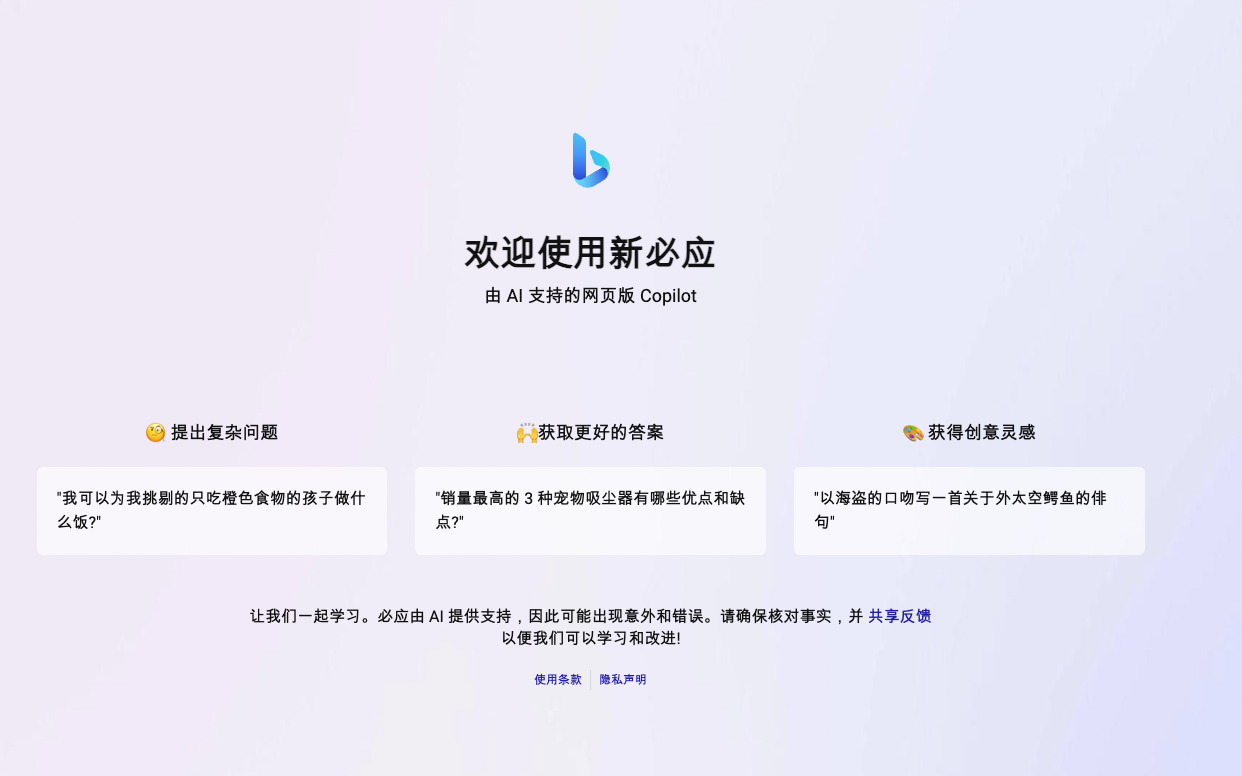 欢迎使用新必应
由 AI 支持的网页版 Copilot
🧐 提出复杂问题
"我可以为我挑剔的只吃橙色食物的孩子做什
么饭?"
🙌获取更好的答案
"销量最高的 3 种宠物吸尘器有哪些优点和缺
点?"
🎨 获得创意灵感
"以海盗的口吻写一首关于外太空鳄鱼的俳
句"
让我们一起学习。必应由 AI 提供支持，因此可能出现意外和错误。请确保核对事实，并 共享反馈
以便我们可以学习和改进!
使用条款 | 隐私声明